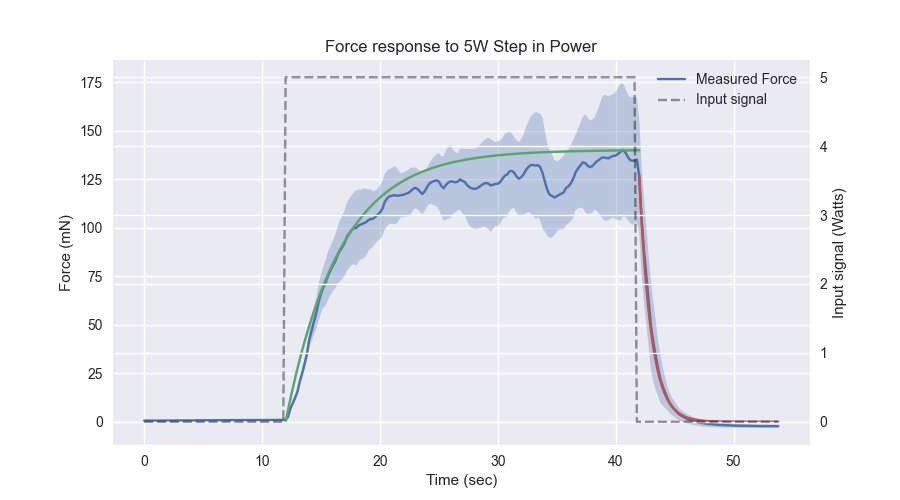 Force response to 5W Step in Power
175
150
125
100
75
50
25
0
Force (mN)
5
4
3
2
1
0
Input signal (Watts)
Measured Force
Input signal
0 10 20 30 40 50
Time (sec)